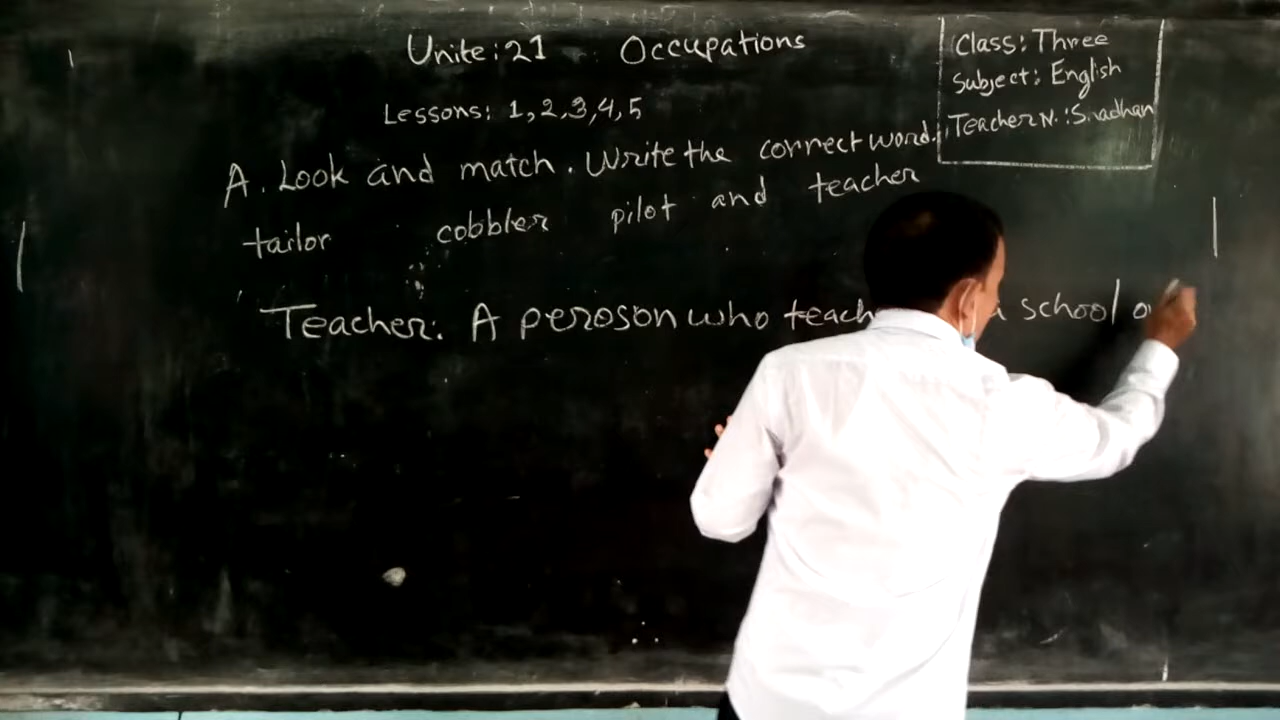 Unite: 21 Occupations
Class: Three
Subject: English
Teacher N.: Sradhan
Lessons: 1, 2, 3, 4, 5
A. Look and match. Write the correct word.
tailor cobbler pilot and teacher
Teacher: A peroson who teach school